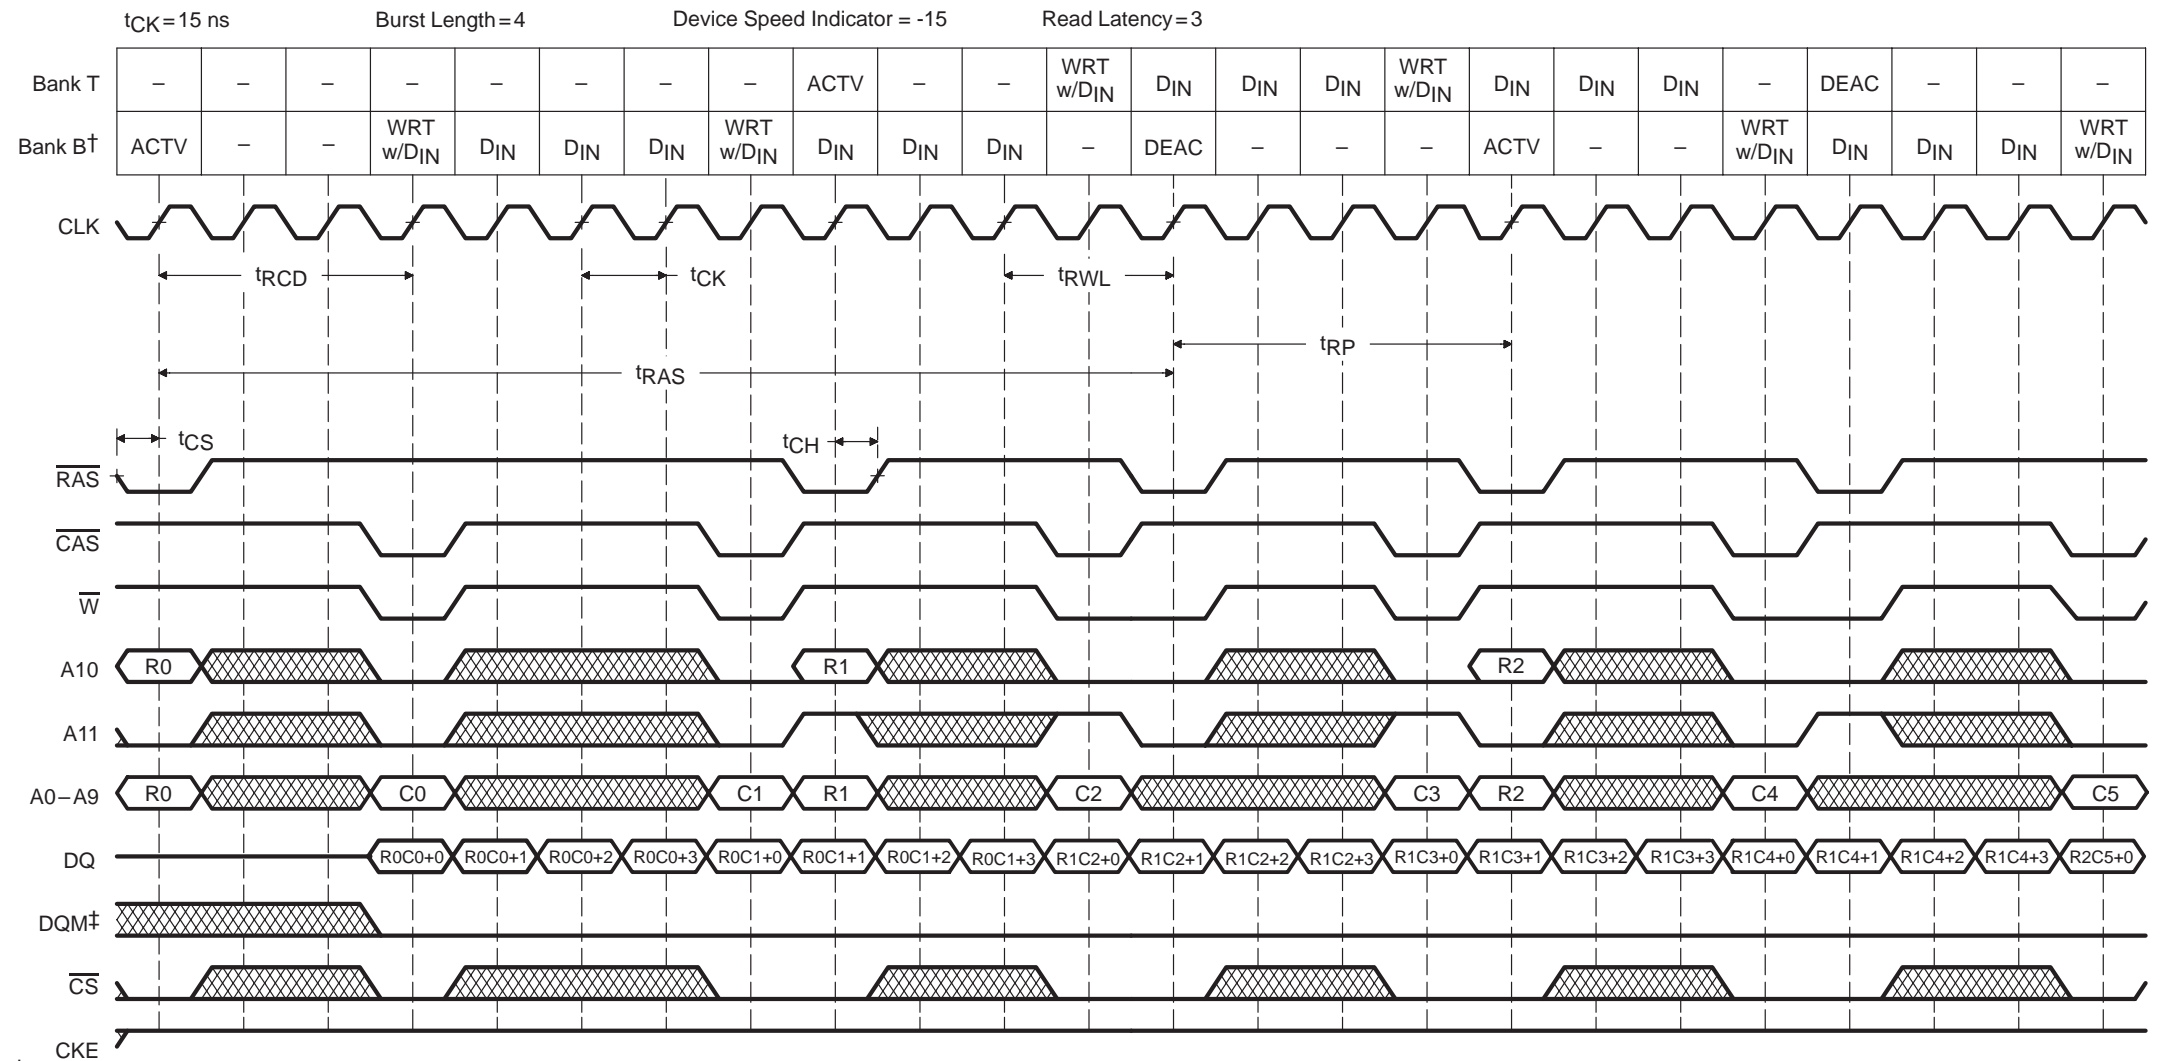 tCK=15 ns Burst Length=4 Device Speed Indicator = -15 Read Latency=3
Bank T – – – – – – – – ACTV – – WRT w/DIN DIN DIN DIN WRT w/DIN DIN DIN DIN – DEAC – – –
Bank B† ACTV – – WRT w/DIN DIN DIN DIN WRT w/DIN DIN DIN DIN – DEAC – – – ACTV – – WRT w/DIN DIN DIN DIN WRT w/DIN
CLK
tRCD tCK tRWL
tRP
tRAS
tCS tCH
RAS
CAS
W
A10 R0 R1 R2
A11
A0–A9 R0 C0 C1 R1 C2 C3 R2 C4 C5
DQ R0C0+0 R0C0+1 R0C0+2 R0C0+3 R0C1+0 R0C1+1 R0C1+2 R0C1+3 R1C2+0 R1C2+1 R1C2+2 R1C2+3 R1C3+0 R1C3+1 R1C3+2 R1C3+3 R1C4+0 R1C4+1 R1C4+2 R1C4+3 R2C5+0
DQM‡
CS
CKE